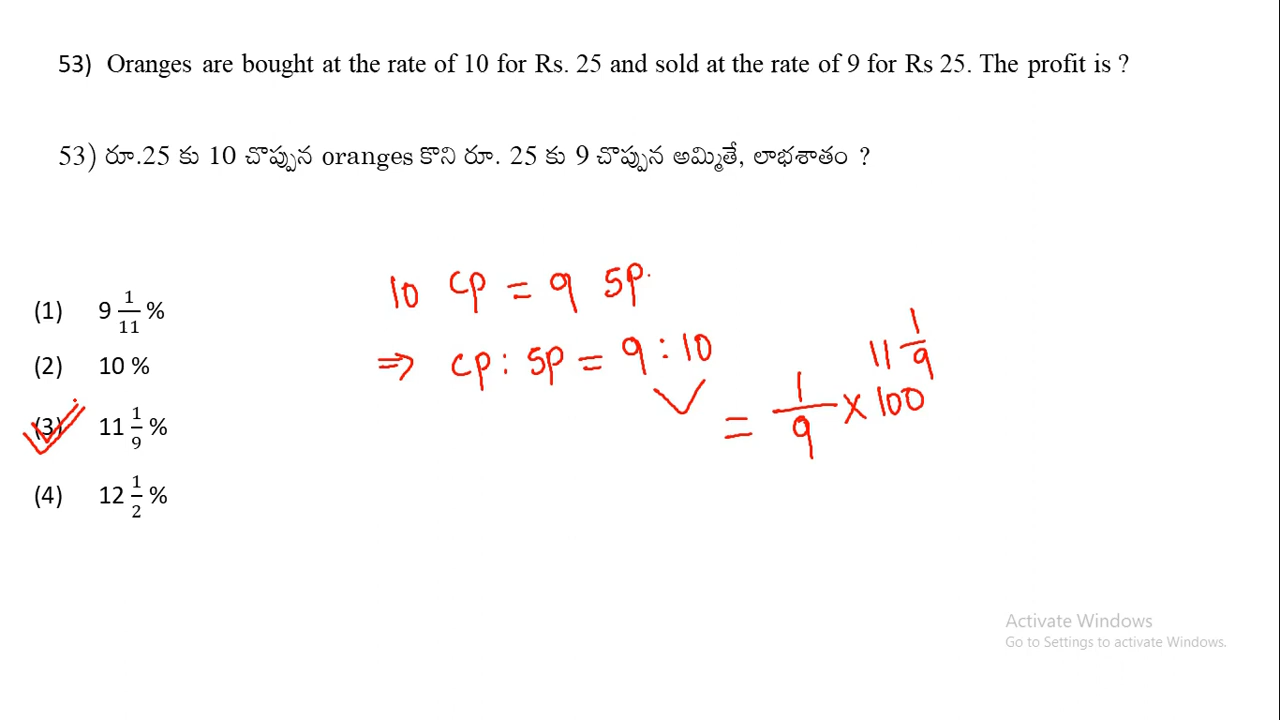 53) Oranges are bought at the rate of 10 for Rs. 25 and sold at the rate of 9 for Rs 25. The profit is ?
53) రూ.25 కు 10 చొప్పున oranges కొని రూ. 25 కు 9 చొప్పున అమ్మితే, లాభశాతం ?
10 CP = 9 SP.
⇒ CP : SP = 9 : 10
= 1/9 × 100
11 1/9
(1) 9 1/11 %
(2) 10 %
(3) 11 1/9 %
(4) 12 1/2 %
Activate Windows
Go to Settings to activate Windows.